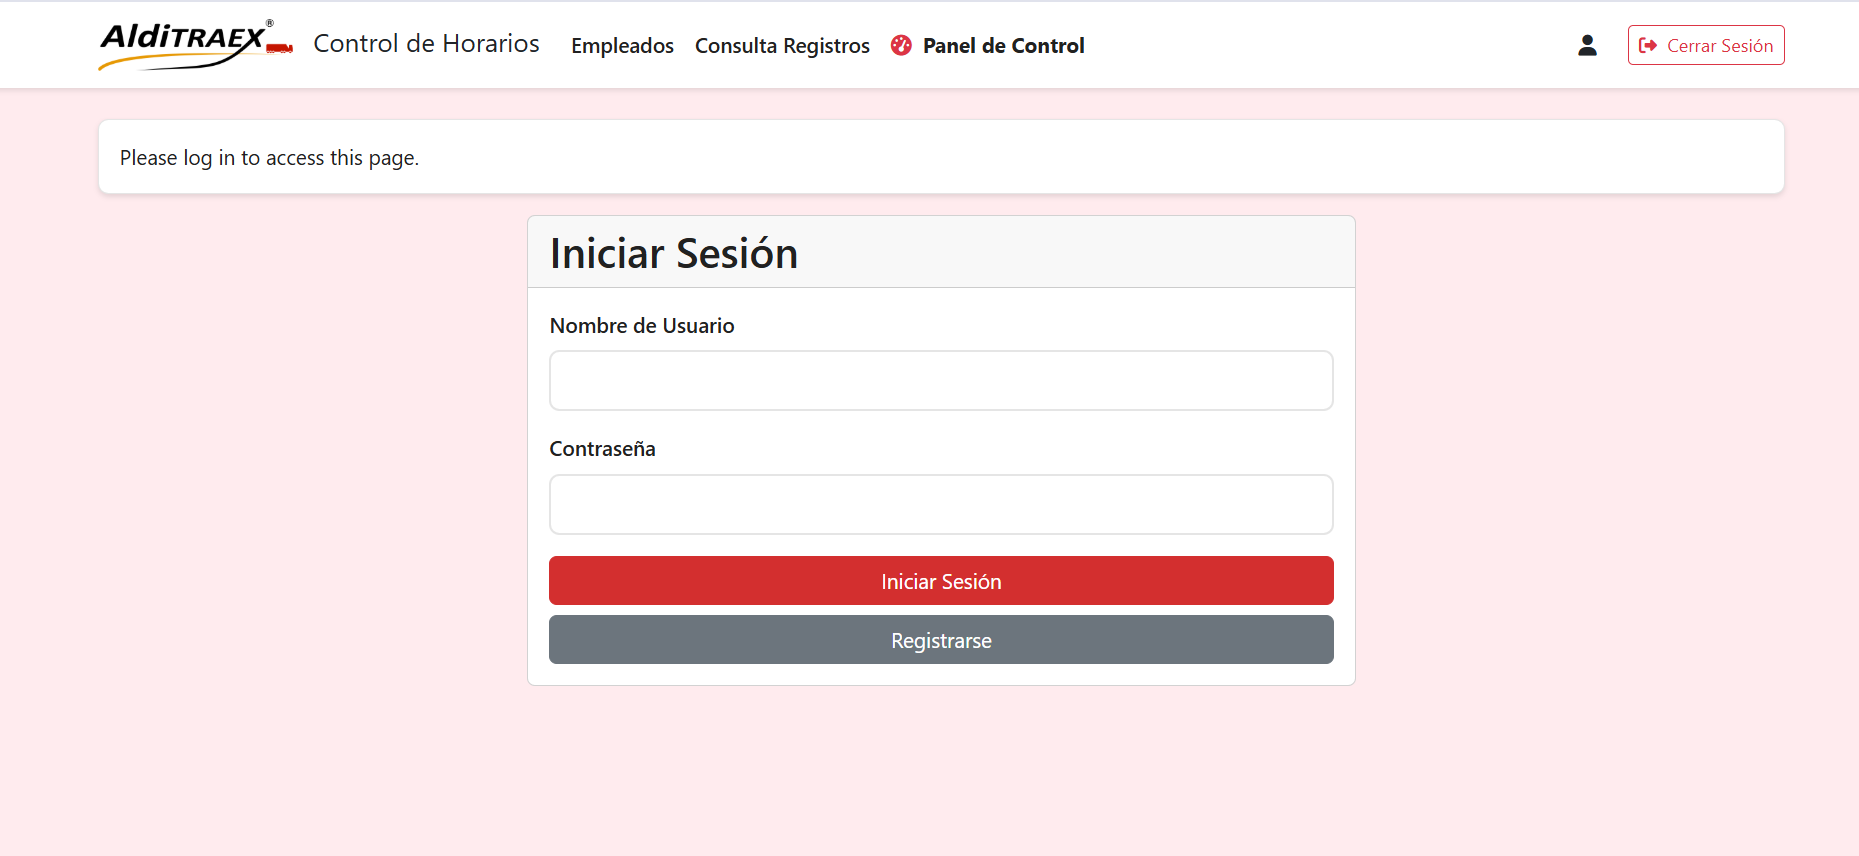 AldiTRAEX® Control de Horarios Empleados Consulta Registros Panel de Control Cerrar Sesión
Please log in to access this page.
Iniciar Sesión
Nombre de Usuario
Contraseña
Iniciar Sesión
Registrarse